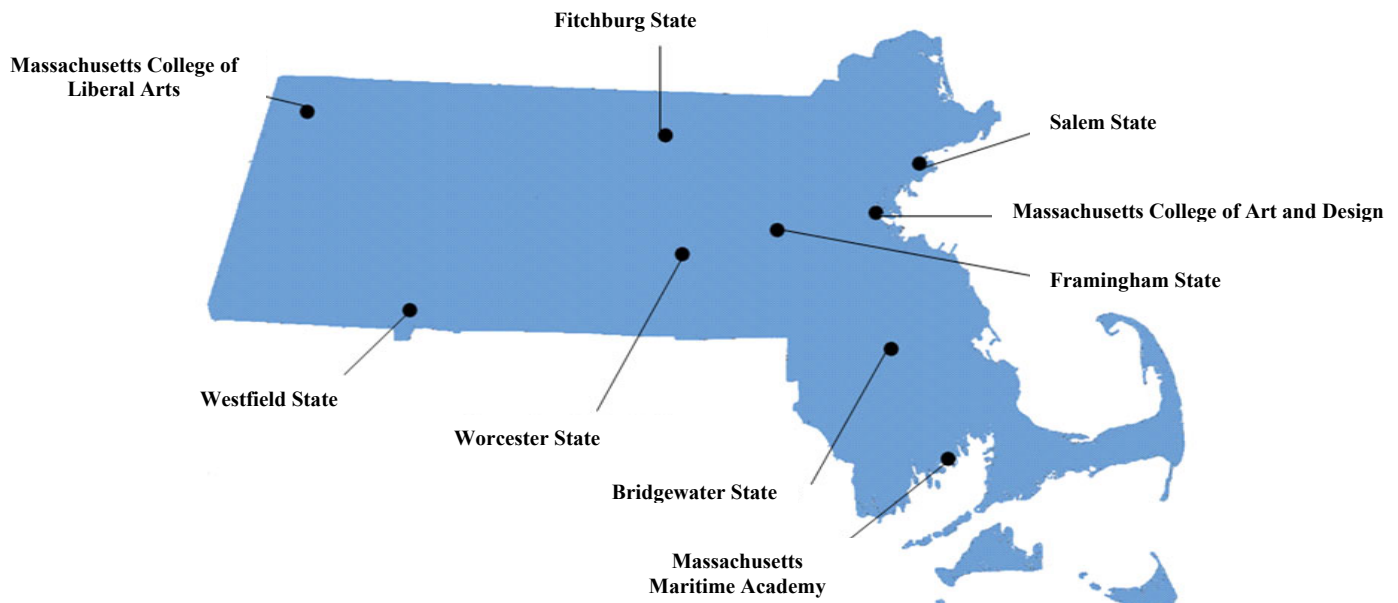 Fitchburg State
Massachusetts College of
Liberal Arts
Salem State
Massachusetts College of Art and Design
Framingham State
Westfield State
Worcester State
Bridgewater State
Massachusetts
Maritime Academy